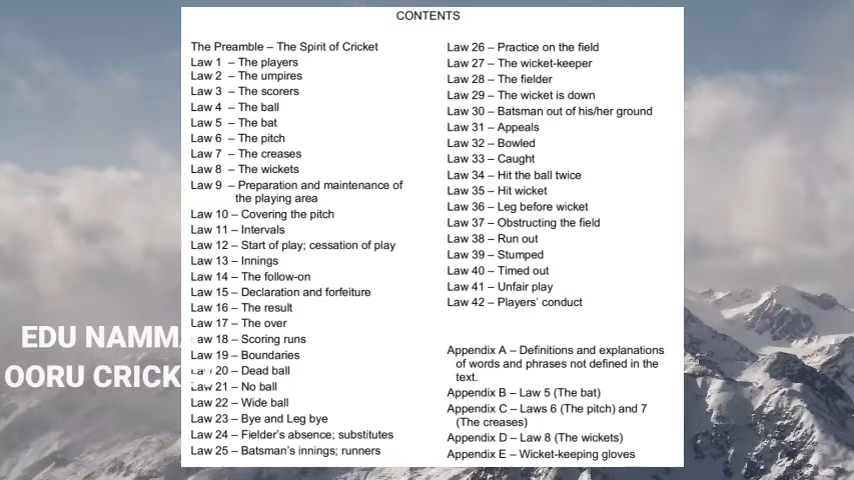 CONTENTS
The Preamble – The Spirit of Cricket
Law 1 – The players
Law 2 – The umpires
Law 3 – The scorers
Law 4 – The ball
Law 5 – The bat
Law 6 – The pitch
Law 7 – The creases
Law 8 – The wickets
Law 9 – Preparation and maintenance of
the playing area
Law 10 – Covering the pitch
Law 11 – Intervals
Law 12 – Start of play; cessation of play
Law 13 – Innings
Law 14 – The follow-on
Law 15 – Declaration and forfeiture
Law 16 – The result
Law 17 – The over
Law 18 – Scoring runs
Law 19 – Boundaries
Law 20 – Dead ball
Law 21 – No ball
Law 22 – Wide ball
Law 23 – Bye and Leg bye
Law 24 – Fielder's absence; substitutes
Law 25 – Batsman's innings; runners
Law 26 – Practice on the field
Law 27 – The wicket-keeper
Law 28 – The fielder
Law 29 – The wicket is down
Law 30 – Batsman out of his/her ground
Law 31 – Appeals
Law 32 – Bowled
Law 33 – Caught
Law 34 – Hit the ball twice
Law 35 – Hit wicket
Law 36 – Leg before wicket
Law 37 – Obstructing the field
Law 38 – Run out
Law 39 – Stumped
Law 40 – Timed out
Law 41 – Unfair play
Law 42 – Players' conduct
Appendix A – Definitions and explanations
of words and phrases not defined in the
text.
Appendix B – Law 5 (The bat)
Appendix C – Laws 6 (The pitch) and 7
(The creases)
Appendix D – Law 8 (The wickets)
Appendix E – Wicket-keeping gloves
EDU NAMM
OORU CRICK